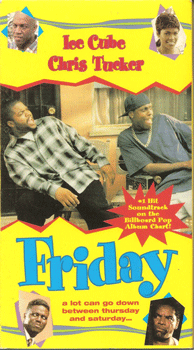 Ice Cube
Chris Tucker
#1 Hit
Soundtrack
on the
Billboard Pop
Album Chart!
Friday
a lot can go down
between thursday
and saturday...